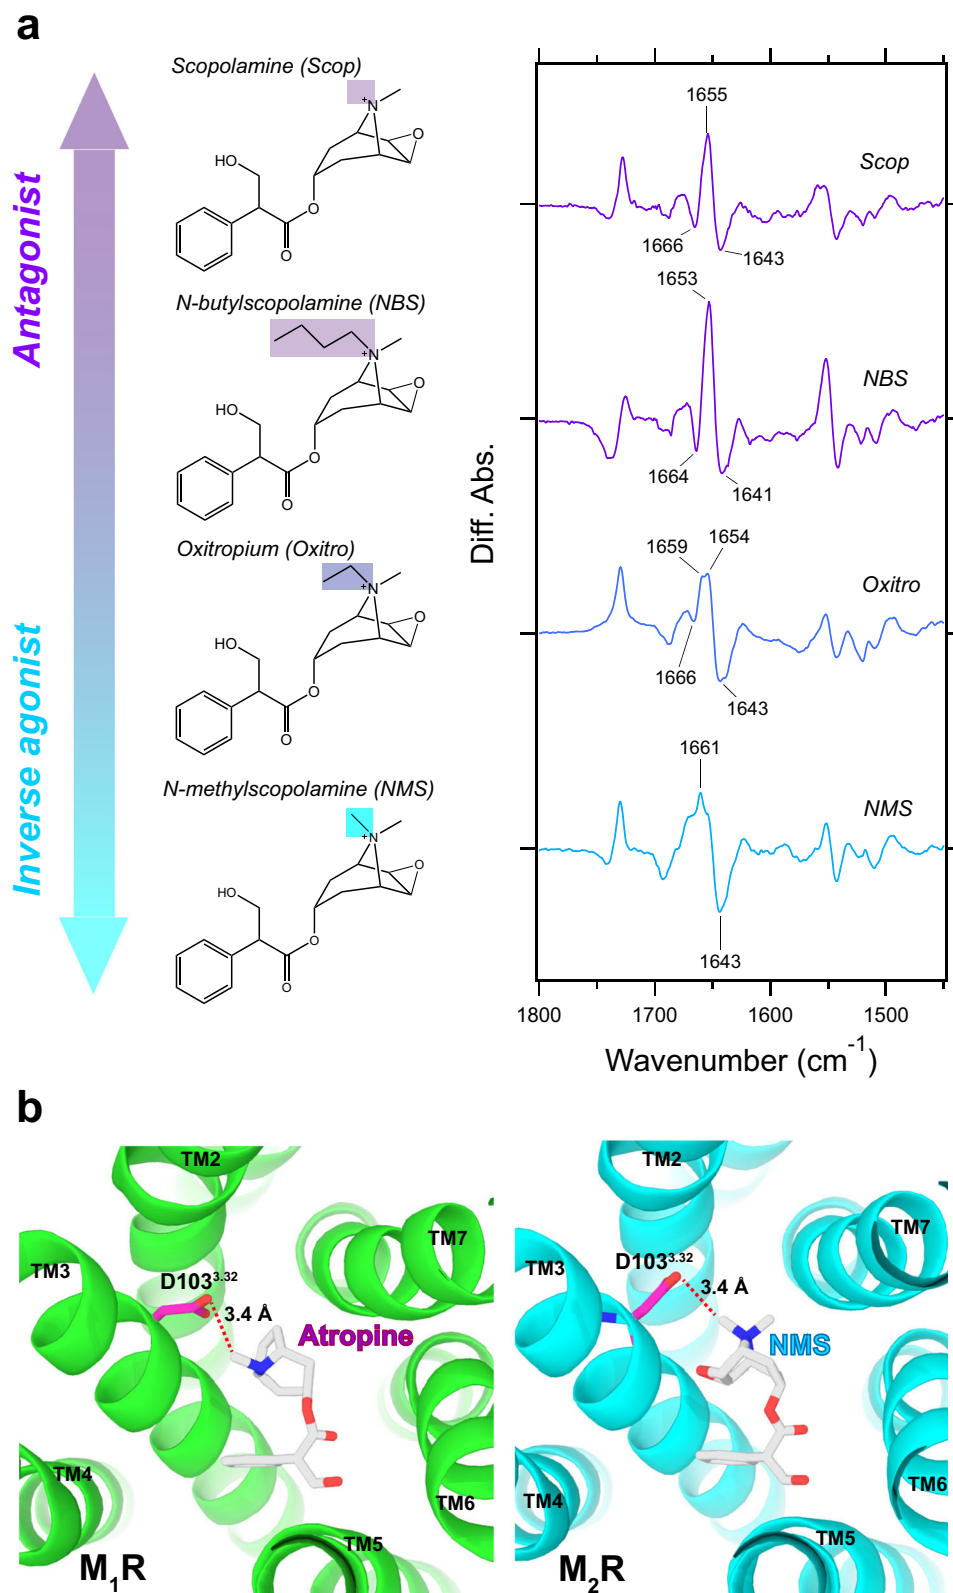 a
Antagonist
Inverse agonist
Scopolamine (Scop)
+
N
O
HO
O
O
N-butylscopolamine (NBS)
+
N
O
HO
O
O
Oxitropium (Oxitro)
+
N
O
HO
O
O
N-methylscopolamine (NMS)
+
N
O
HO
O
O
Diff. Abs.
1655
Scop
1666
1643
1653
NBS
1664
1641
1659
1654
Oxitro
1666
1643
1661
NMS
1643
1800
1700
1600
1500
Wavenumber (cm⁻¹)
b
TM2
TM3
TM7
D103³·³²
3.4 Å
Atropine
TM4
TM6
TM5
M₁R
TM2
TM3
TM7
D103³·³²
3.4 Å
NMS
TM4
TM6
TM5
M₂R